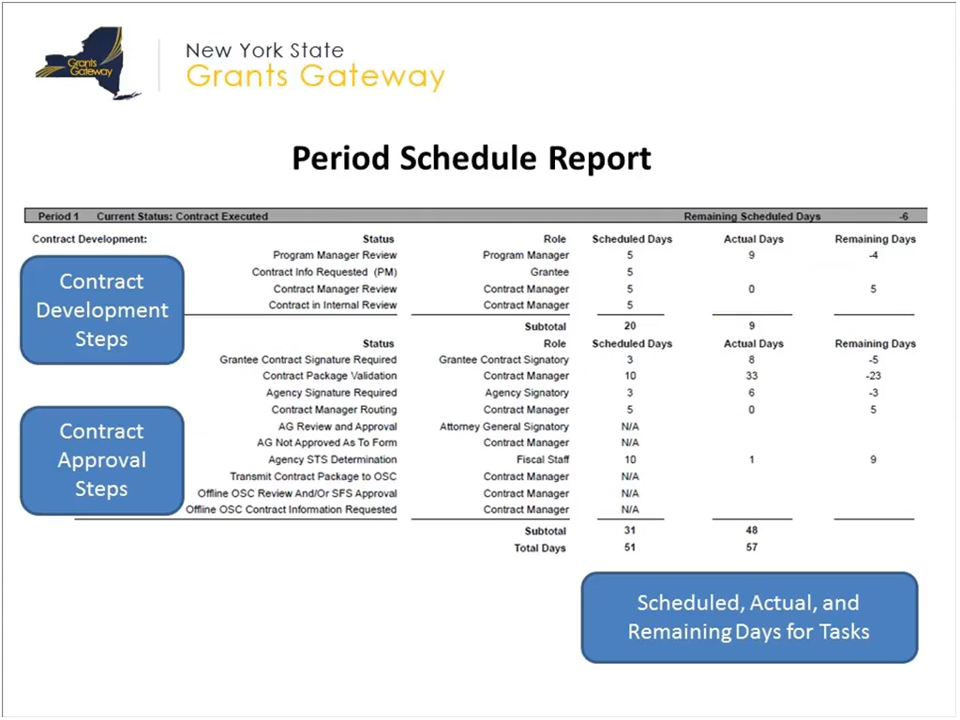 Grants
Gateway
New York State
Grants Gateway
Period Schedule Report
Period 1 Current Status: Contract Executed Remaining Scheduled Days -6
Contract Development: Status Role Scheduled Days Actual Days Remaining Days
Program Manager Review Program Manager 5 9 -4
Contract Info Requested (PM) Grantee 5
Contract Manager Review Contract Manager 5 0 5
Contract in Internal Review Contract Manager 5
Subtotal 20 9
Contract
Development
Steps
Status Role Scheduled Days Actual Days Remaining Days
Grantee Contract Signature Required Grantee Contract Signatory 3 8 -5
Contract Package Validation Contract Manager 10 33 -23
Agency Signature Required Agency Signatory 3 6 -3
Contract Manager Routing Contract Manager 5 0 5
AG Review and Approval Attorney General Signatory N/A
AG Not Approved As To Form Contract Manager N/A
Agency STS Determination Fiscal Staff 10 1 9
Transmit Contract Package to OSC Contract Manager N/A
Offline OSC Review And/Or SFS Approval Contract Manager N/A
Offline OSC Contract Information Requested Contract Manager N/A
Subtotal 31 48
Total Days 51 57
Contract
Approval
Steps
Scheduled, Actual, and
Remaining Days for Tasks